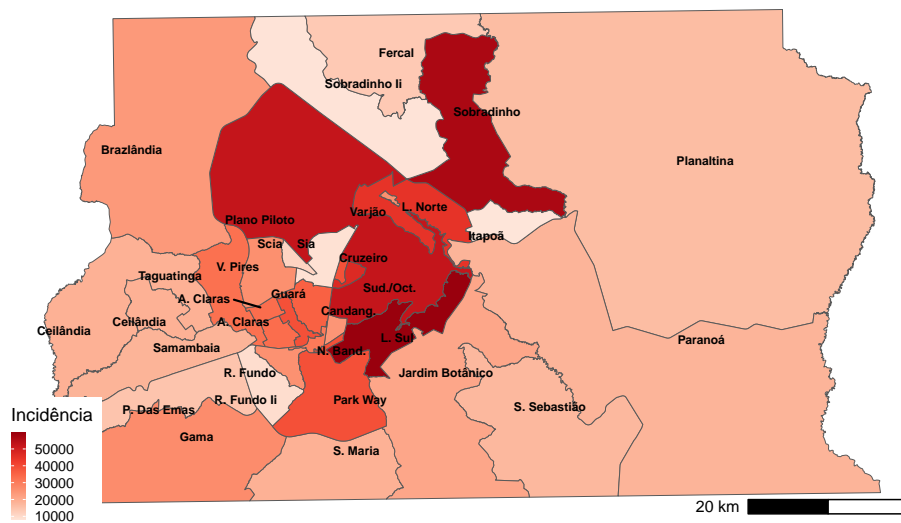 Fercal
Sobradinho Ii
Sobradinho
Brazlândia
Planaltina
Plano Piloto
Varjão
L. Norte
Scia
Sia
Itapoã
Cruzeiro
V. Pires
Taguatinga
Sud./Oct.
Guará
A. Claras
Candang.
Ceilândia
Ceilândia
A. Claras
L. Sul
Paranoá
Samambaia
N. Band.
R. Fundo
Jardim Botânico
R. Fundo Ii
Park Way
P. Das Emas
S. Sebastião
Incidência
Gama
S. Maria
50000
40000
30000
20000
10000
20 km